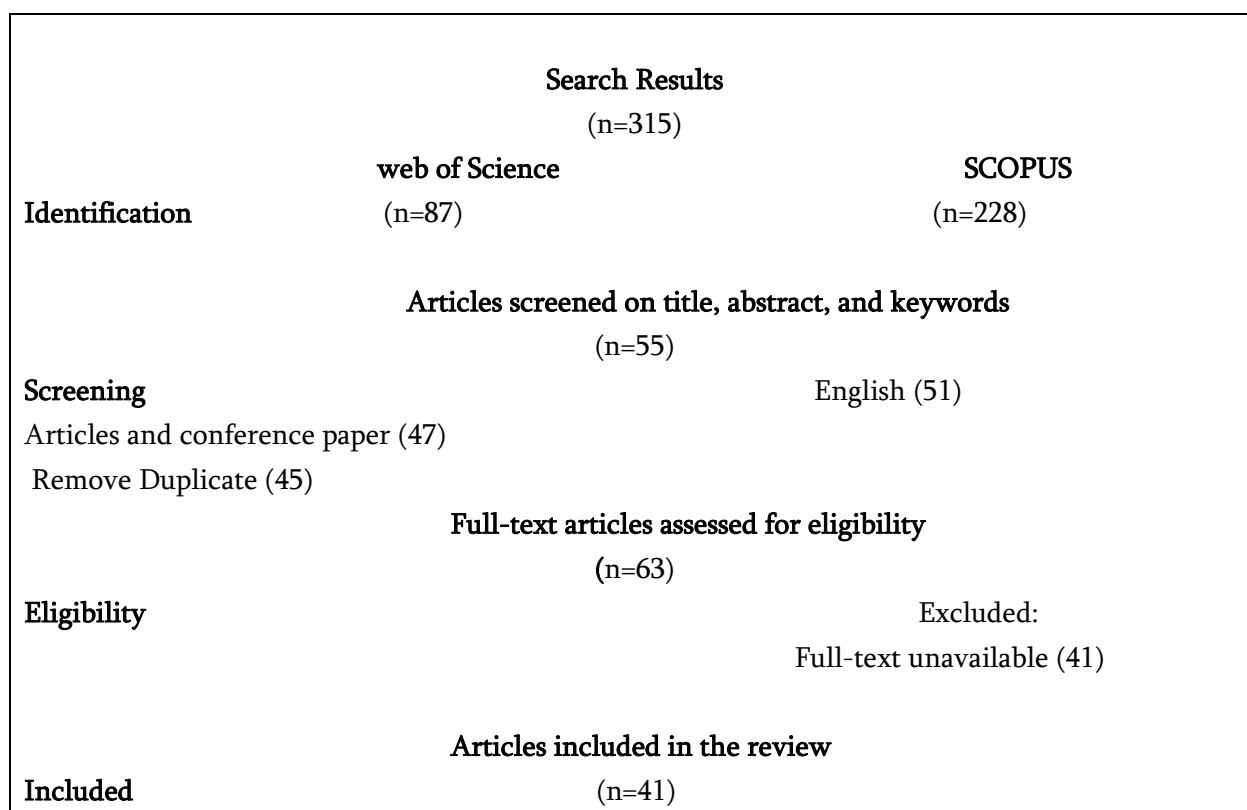 Search Results
(n=315)
web of Science SCOPUS
Identification (n=87) (n=228)
Articles screened on title, abstract, and keywords
(n=55)
Screening English (51)
Articles and conference paper (47)
Remove Duplicate (45)
Full-text articles assessed for eligibility
(n=63)
Eligibility Excluded:
Full-text unavailable (41)
Articles included in the review
Included (n=41)